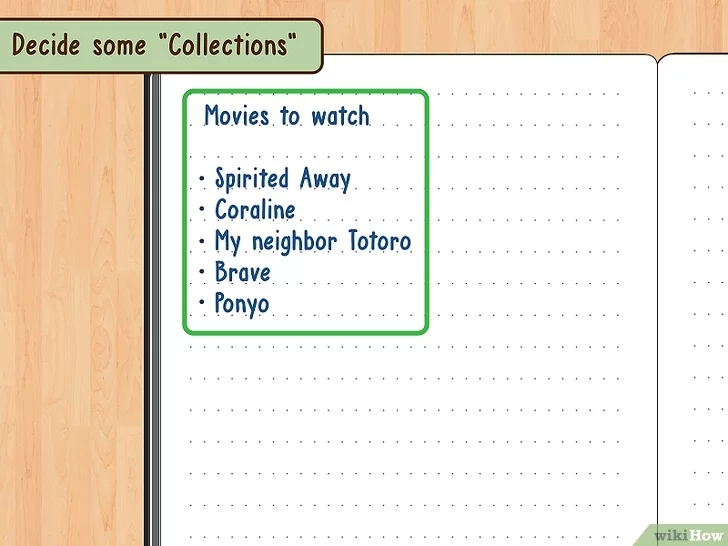 Decide some "Collections"
Movies to watch
• Spirited Away
• Coraline
• My neighbor Totoro
• Brave
• Ponyo
wikiHow